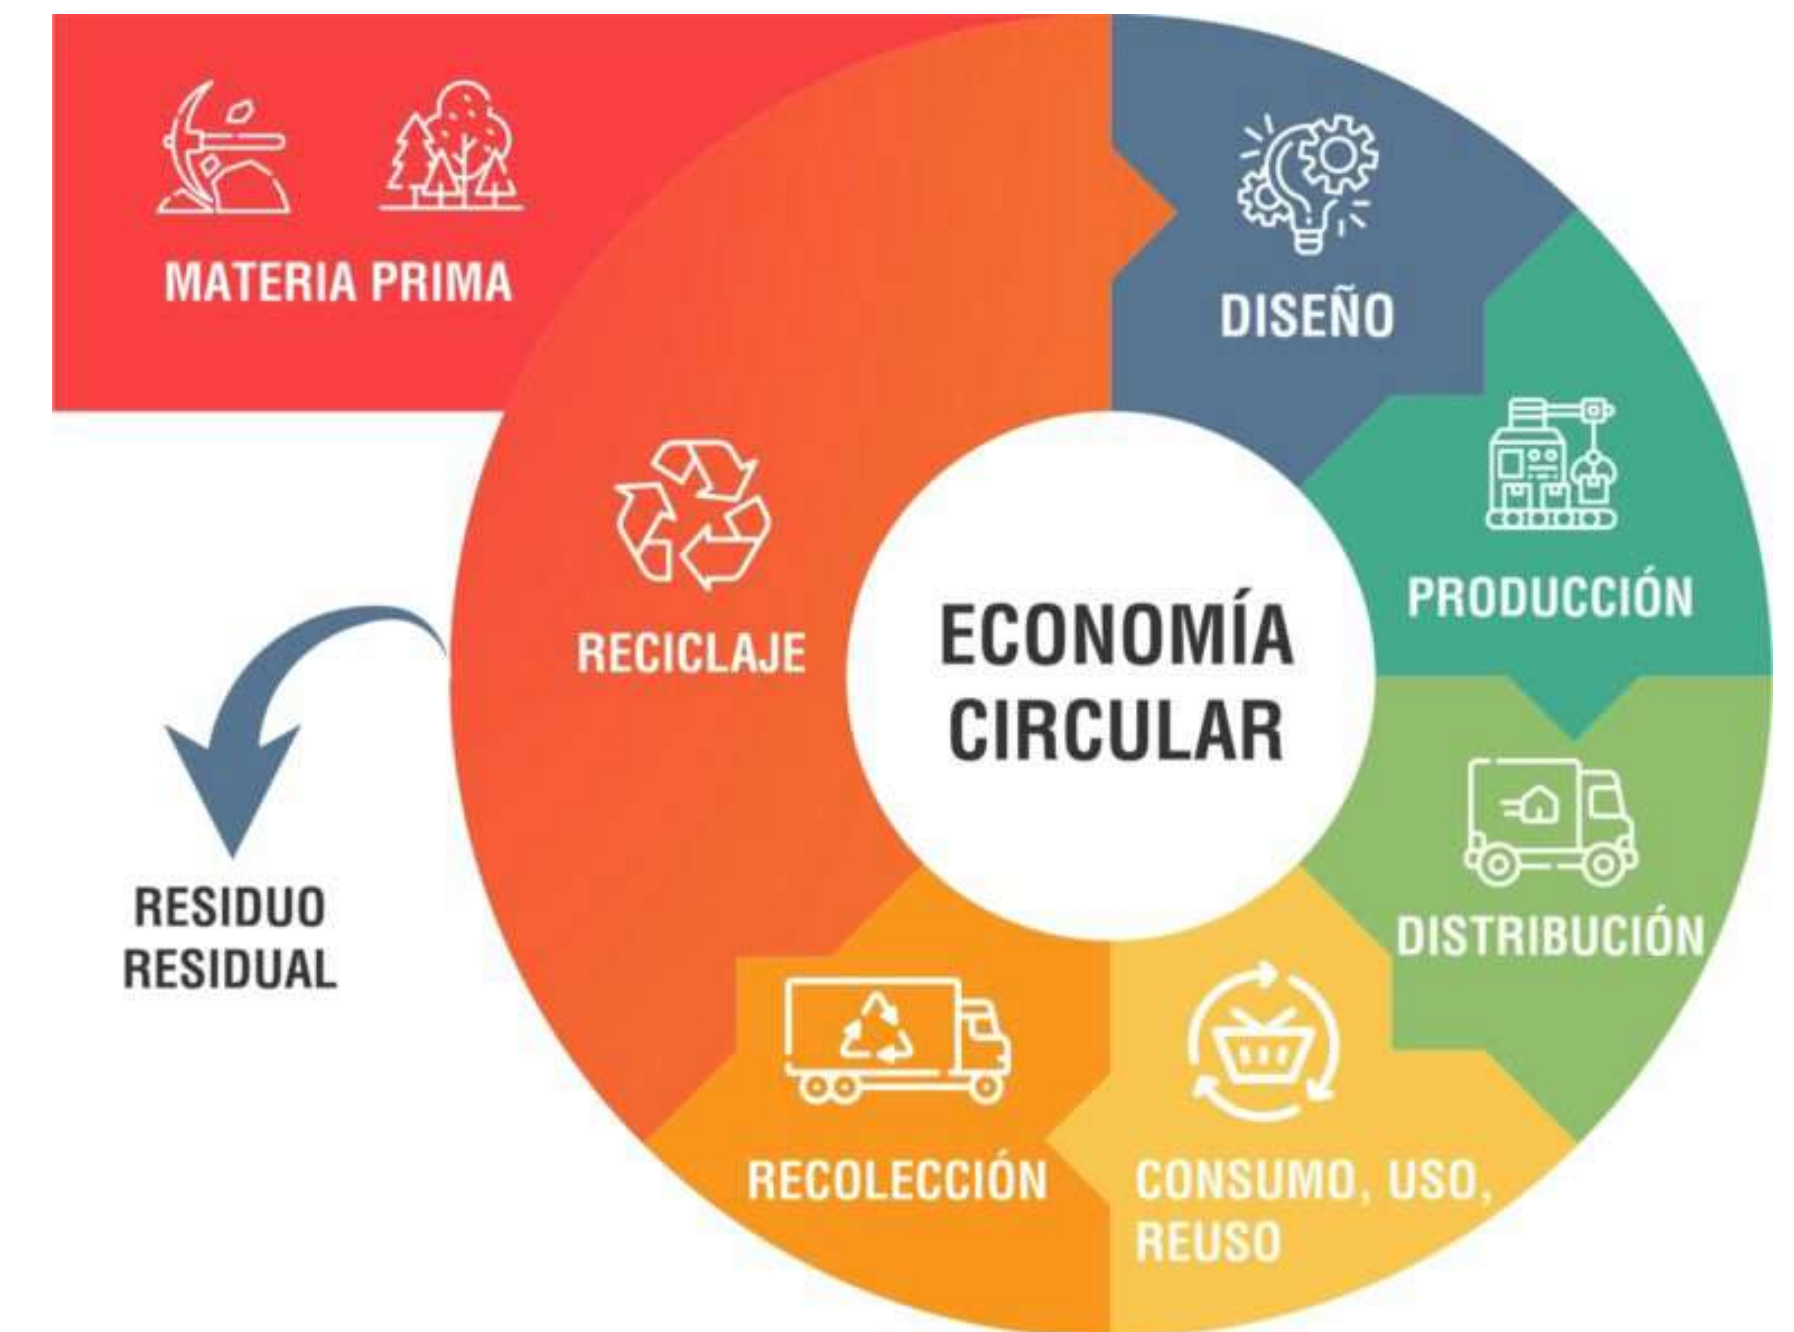 MATERIA PRIMA
DISEÑO
PRODUCCIÓN
DISTRIBUCIÓN
CONSUMO, USO,
REUSO
RECOLECCIÓN
RECICLAJE
RESIDUO
RESIDUAL
ECONOMÍA
CIRCULAR